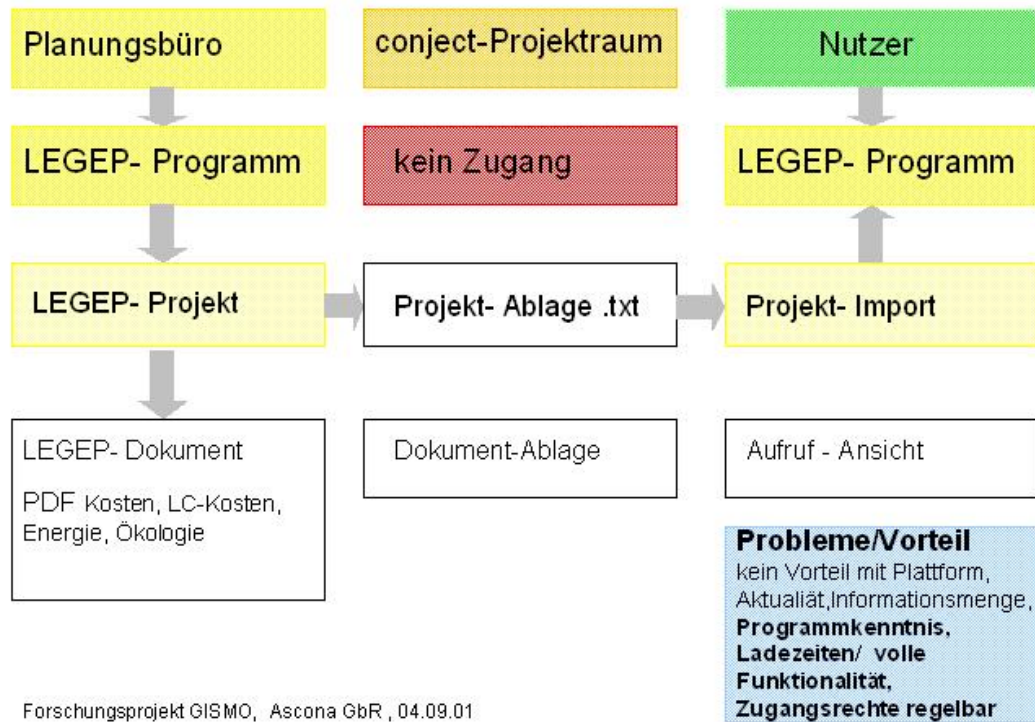 Planungsbüro
conject-Projektraum
Nutzer
LEGEP- Programm
kein Zugang
LEGEP- Programm
LEGEP- Projekt
Projekt- Ablage .txt
Projekt- Import
LEGEP- Dokument
PDF Kosten, LC-Kosten,
Energie, Ökologie
Dokument-Ablage
Aufruf - Ansicht
Probleme/Vorteil
kein Vorteil mit Plattform,
Aktualiät,Informationsmenge,
Programmkenntnis,
Ladezeiten/ volle
Funktionalität,
Zugangsrechte regelbar
Forschungsprojekt GISMO, Ascona GbR , 04.09.01